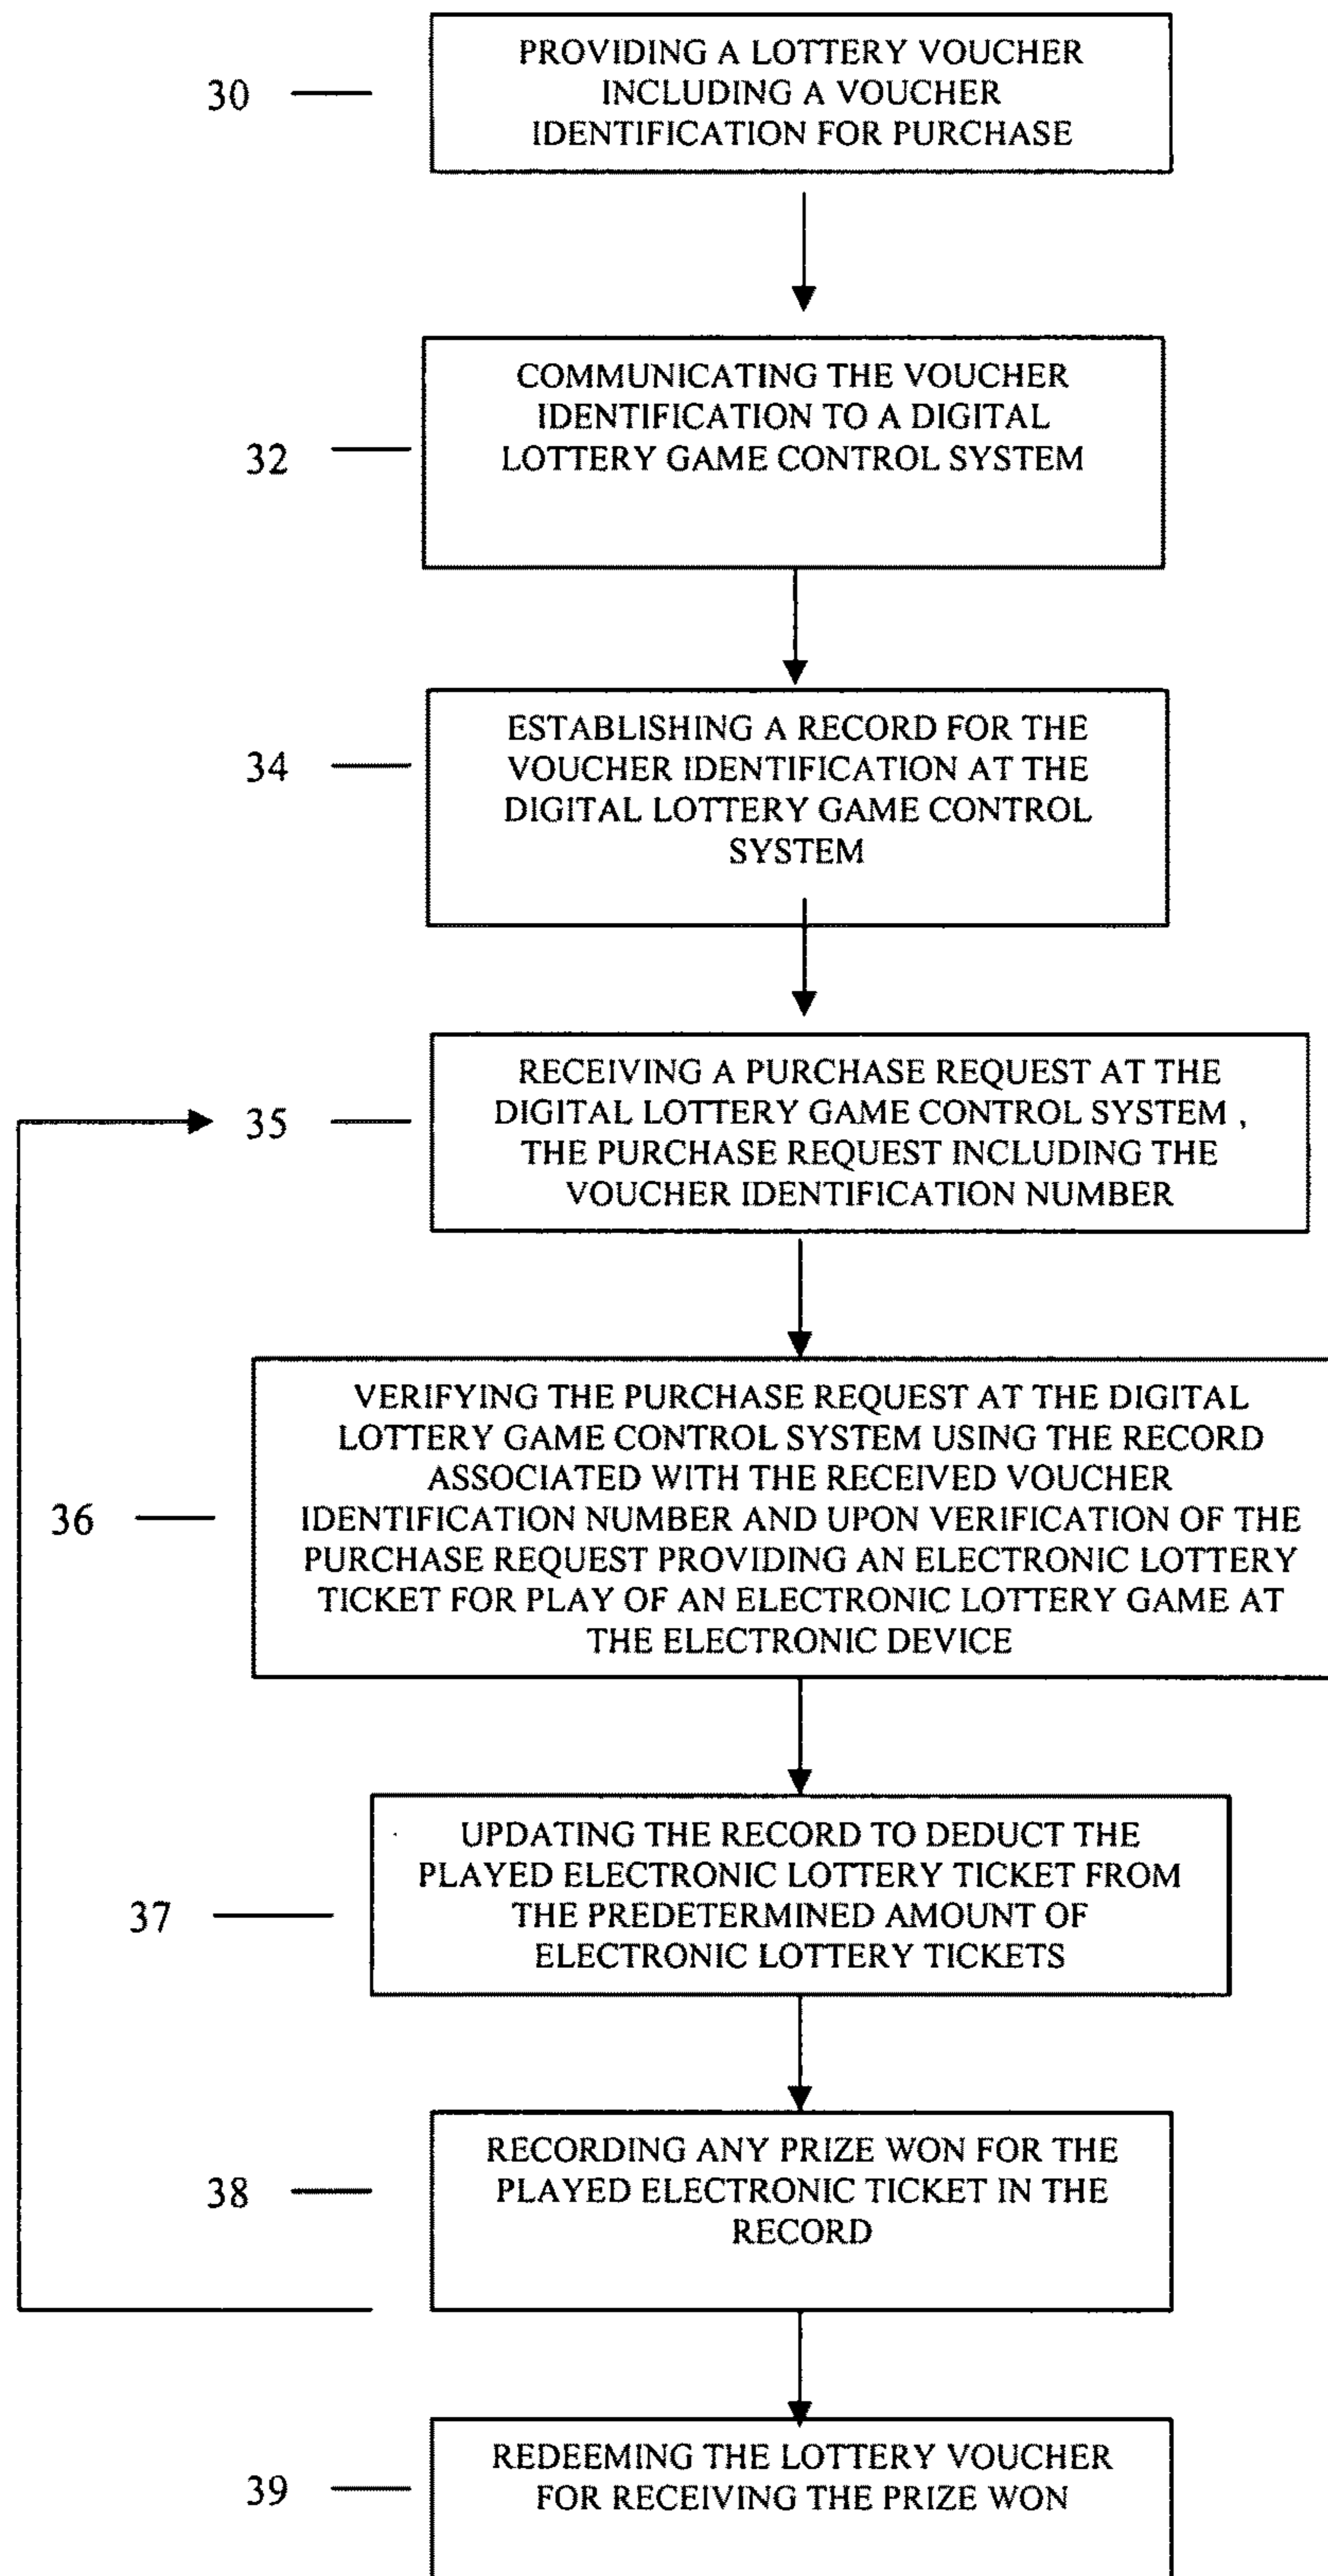 30
PROVIDING A LOTTERY VOUCHER
INCLUDING A VOUCHER
IDENTIFICATION FOR PURCHASE
32
COMMUNICATING THE VOUCHER
IDENTIFICATION TO A DIGITAL
LOTTERY GAME CONTROL SYSTEM
34
ESTABLISHING A RECORD FOR THE
VOUCHER IDENTIFICATION AT THE
DIGITAL LOTTERY GAME CONTROL
SYSTEM
35
RECEIVING A PURCHASE REQUEST AT THE
DIGITAL LOTTERY GAME CONTROL SYSTEM ,
THE PURCHASE REQUEST INCLUDING THE
VOUCHER IDENTIFICATION NUMBER
36
VERIFYING THE PURCHASE REQUEST AT THE DIGITAL
LOTTERY GAME CONTROL SYSTEM USING THE RECORD
ASSOCIATED WITH THE RECEIVED VOUCHER
IDENTIFICATION NUMBER AND UPON VERIFICATION OF THE
PURCHASE REQUEST PROVIDING AN ELECTRONIC LOTTERY
TICKET FOR PLAY OF AN ELECTRONIC LOTTERY GAME AT
THE ELECTRONIC DEVICE
37
UPDATING THE RECORD TO DEDUCT THE
PLAYED ELECTRONIC LOTTERY TICKET FROM
THE PREDETERMINED AMOUNT OF
ELECTRONIC LOTTERY TICKETS
38
RECORDING ANY PRIZE WON FOR THE
PLAYED ELECTRONIC TICKET IN THE
RECORD
39
REDEEMING THE LOTTERY VOUCHER
FOR RECEIVING THE PRIZE WON